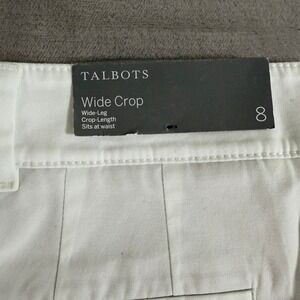 TALBOTS
Wide Crop
Wide-Leg
Crop-Length
Sits at waist
8